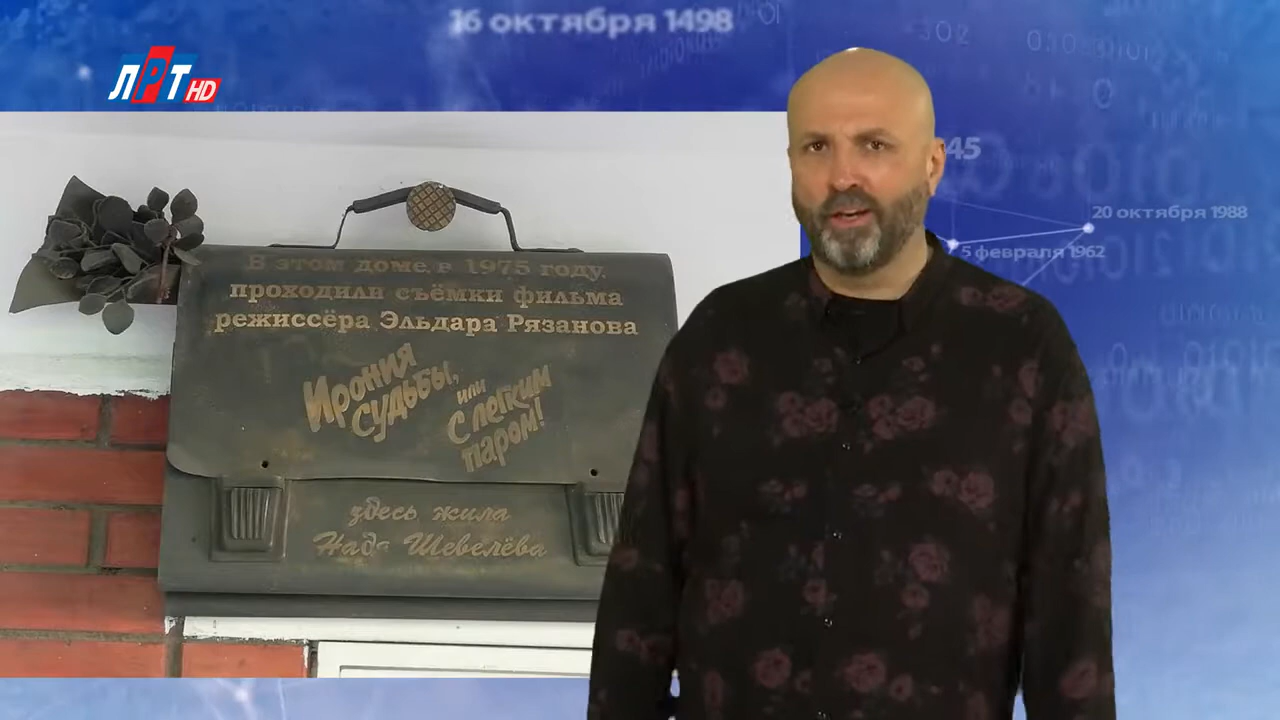 16 октября 1498
ЛРТ HD
45
20 октября 1988
5 февраля 1962
В этом доме, в 1975 году,
проходили съёмки фильма
режиссёра Эльдара Рязанова
Ирония
судьбы,
или
С легким
паром!
здесь жила
Надя Шевелёва